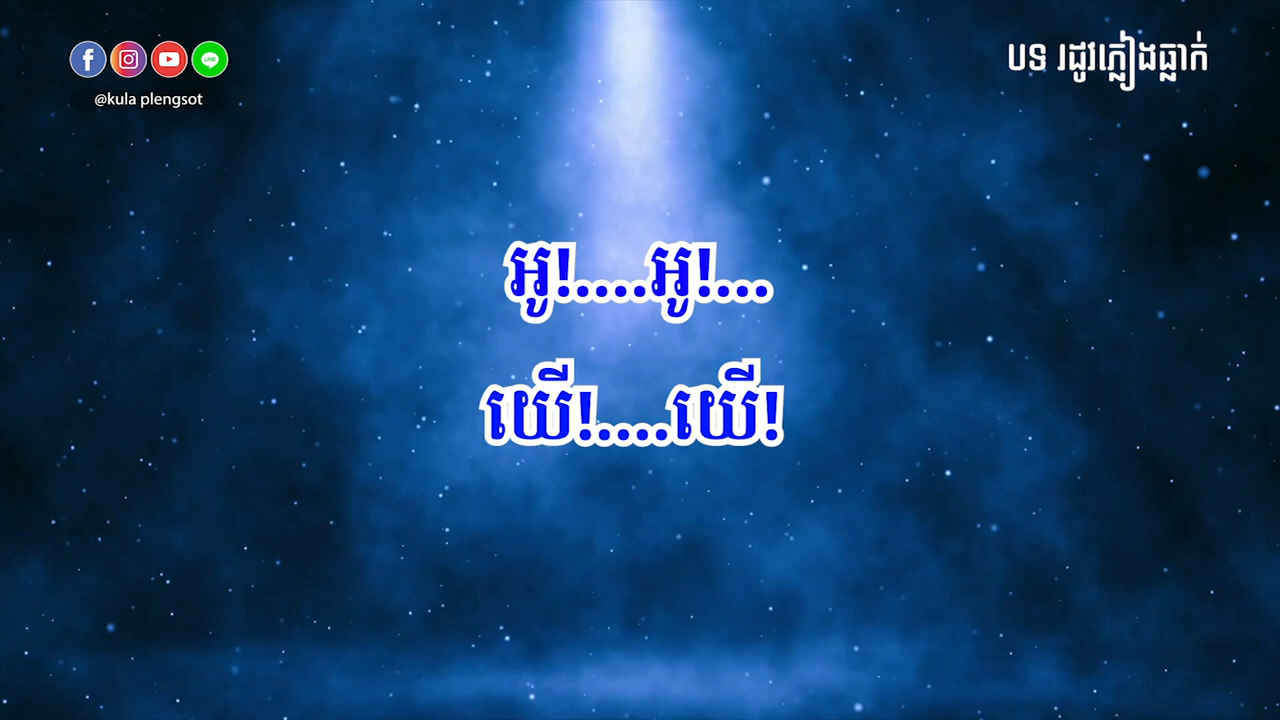 @kula plengsot
បទ រដូវភ្លៀងធ្លាក់
អូ!....អូ!...
យើ!....យើ!